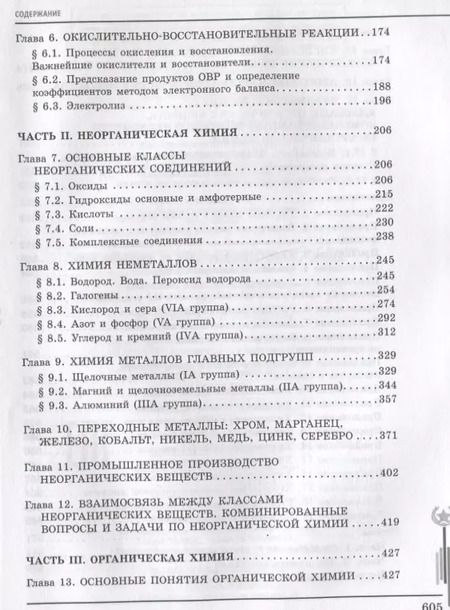 СОДЕРЖАНИЕ
Глава 6. ОКИСЛИТЕЛЬНО-ВОССТАНОВИТЕЛЬНЫЕ РЕАКЦИИ..174
§ 6.1. Процессы окисления и восстановления.
Важнейшие окислители и восстановители.................174
§ 6.2. Предсказание продуктов ОВР и определение
коэффициентов методом электронного баланса..........188
§ 6.3. Электролиз.....................................196
ЧАСТЬ II. НЕОРГАНИЧЕСКАЯ ХИМИЯ....................206
Глава 7. ОСНОВНЫЕ КЛАССЫ
НЕОРГАНИЧЕСКИХ СОЕДИНЕНИЙ.....................206
§ 7.1. Оксиды.......................................206
§ 7.2. Гидроксиды основные и амфотерные................215
§ 7.3. Кислоты......................................222
§ 7.4. Соли.........................................230
§ 7.5. Комплексные соединения.........................238
Глава 8. ХИМИЯ НЕМЕТАЛЛОВ..........................245
§ 8.1. Водород. Вода. Пероксид водорода.................245
§ 8.2. Галогены......................................254
§ 8.3. Кислород и сера (VIA группа).....................274
§ 8.4. Азот и фосфор (VA группа).......................292
§ 8.5. Углерод и кремний (IVA группа)...................312
Глава 9. ХИМИЯ МЕТАЛЛОВ ГЛАВНЫХ ПОДГРУПП..........329
§ 9.1. Щелочные металлы (IA группа)....................329
§ 9.2. Магний и щелочноземельные металлы (IIA группа)....344
§ 9.3. Алюминий (IIIA группа)..........................357
Глава 10. ПЕРЕХОДНЫЕ МЕТАЛЛЫ: ХРОМ, МАРГАНЕЦ,
ЖЕЛЕЗО, КОБАЛЬТ, НИКЕЛЬ, МЕДЬ, ЦИНК, СЕРЕБРО....371
Глава 11. ПРОМЫШЛЕННОЕ ПРОИЗВОДСТВО
НЕОРГАНИЧЕСКИХ ВЕЩЕСТВ.........................402
Глава 12. ВЗАИМОСВЯЗЬ МЕЖДУ КЛАССАМИ
НЕОРГАНИЧЕСКИХ ВЕЩЕСТВ. КОМБИНИРОВАННЫЕ
ВОПРОСЫ И ЗАДАЧИ ПО НЕОРГАНИЧЕСКОЙ ХИМИИ.....419
ЧАСТЬ III. ОРГАНИЧЕСКАЯ ХИМИЯ......................427
Глава 13. ОСНОВНЫЕ ПОНЯТИЯ ОРГАНИЧЕСКОЙ ХИМИИ....427
605